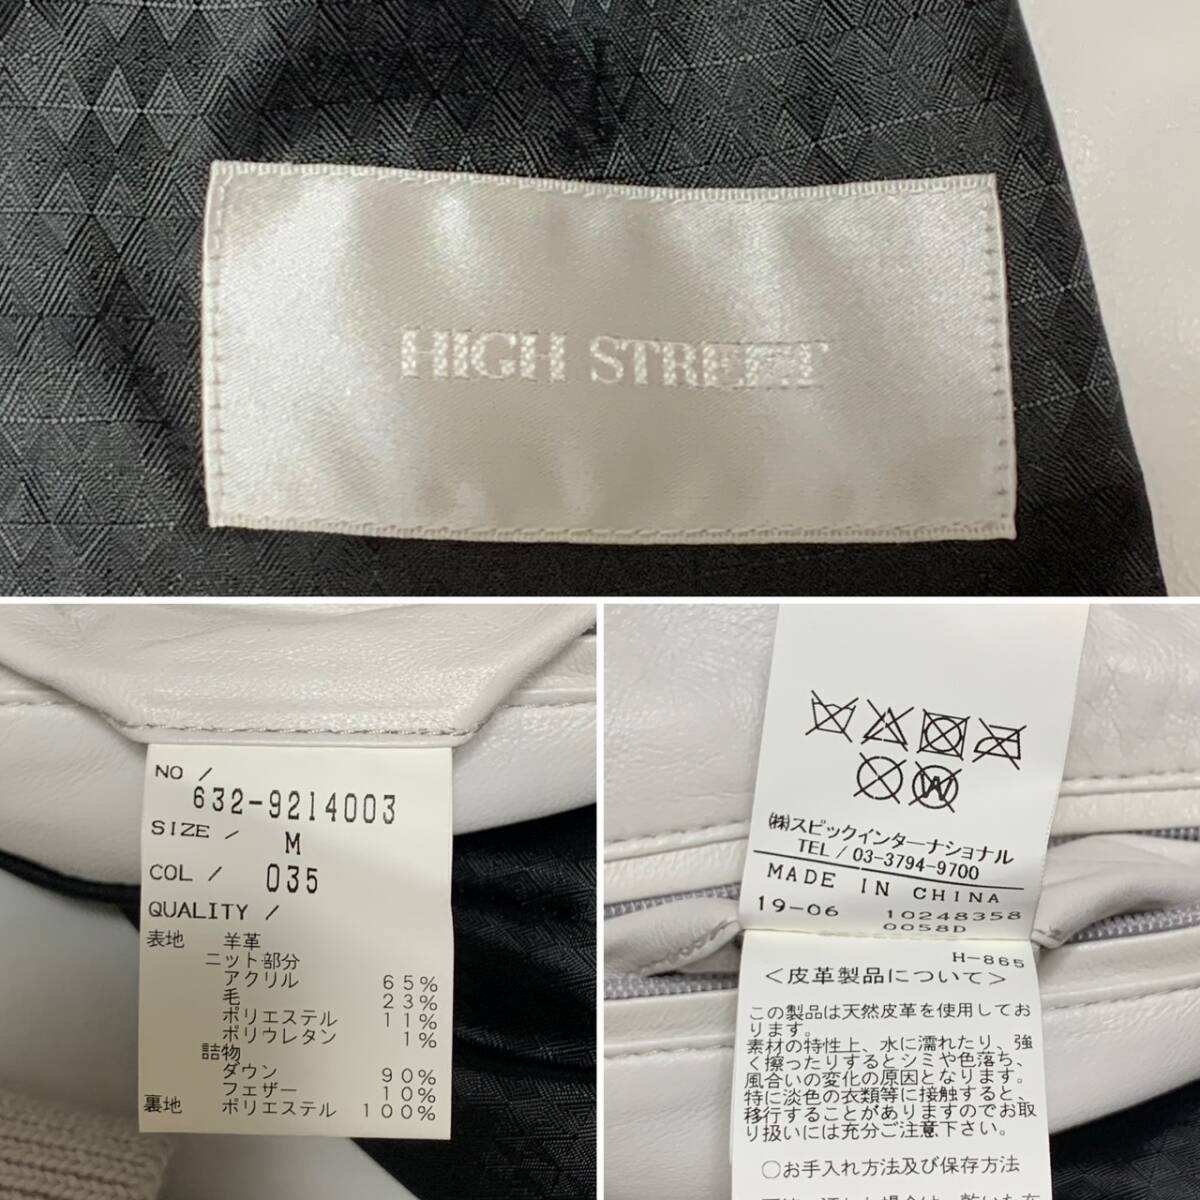 HIGH STREET
NO /
632-9214003
SIZE /
M
COL /
035
QUALITY /
表地 羊革
ニット部分
アクリル 65%
毛 23%
ポリエステル 11%
ポリウレタン 1%
詰物
ダウン 90%
フェザー 10%
裏地 ポリエステル 100%
W
㈱スピックインターナショナル
TEL / 03-3794-9700
MADE IN CHINA
19-06 10248358
0058D
H-865
<皮革製品について>
この製品は天然皮革を使用してお
ります。
素材の特性上、水に濡れたり、強
く擦ったりするとシミや色落ち、
風合いの変化の原因となります。
特に淡色の衣類等に接触すると、
移行することがありますのでお取
り扱いには充分ご注意下さい。
○お手入れ方法及び保存方法